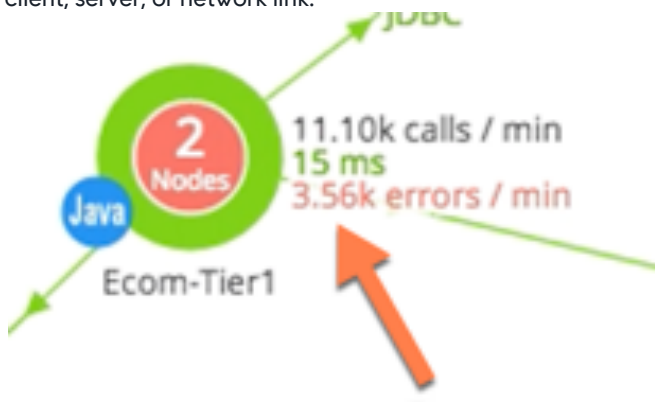 client, server, or network link.
JDBC
11.10k calls / min
2
15 ms
Nodes
3.56k errors / min
Java
Ecom-Tier1